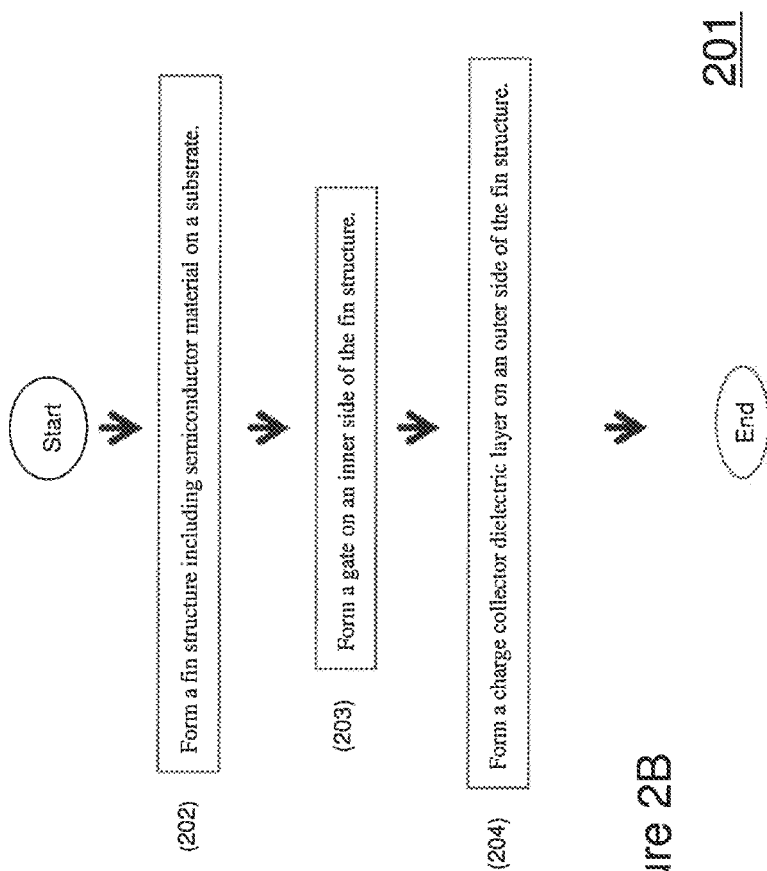 Start
(202)
Form a fin structure including semiconductor material on a substrate.
(203)
Form a gate on an inner side of the fin structure.
(204)
Form a charge collector dielectric layer on an outer side of the fin structure.
End
ure 2B
201